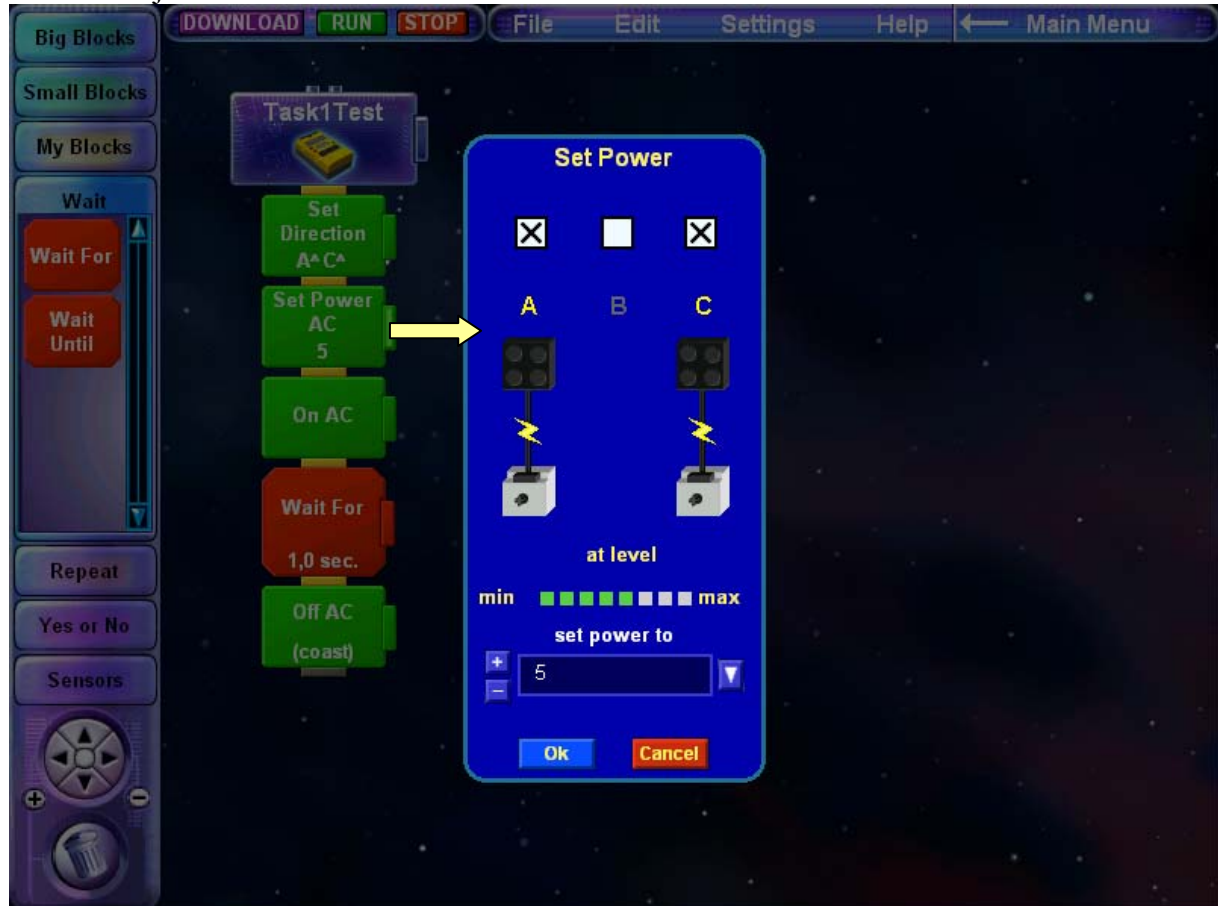 DOWNLOAD RUN STOP File Edit Settings Help Main Menu
Big Blocks
Small Blocks
My Blocks
Wait
Wait For
Wait
Until
Repeat
Yes or No
Sensors
Task1Test
Set
Direction
A^ C^
Set Power
AC
5
On AC
Wait For
1,0 sec.
Off AC
(coast)
Set Power
A B C
at level
min max
set power to
+
5
−
Ok Cancel
+ −